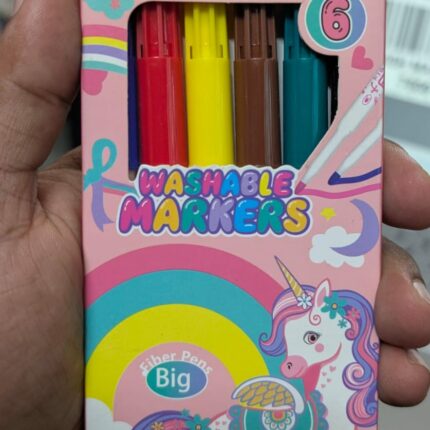 6
WASHABLE
MARKERS
Fiber Pens
Big